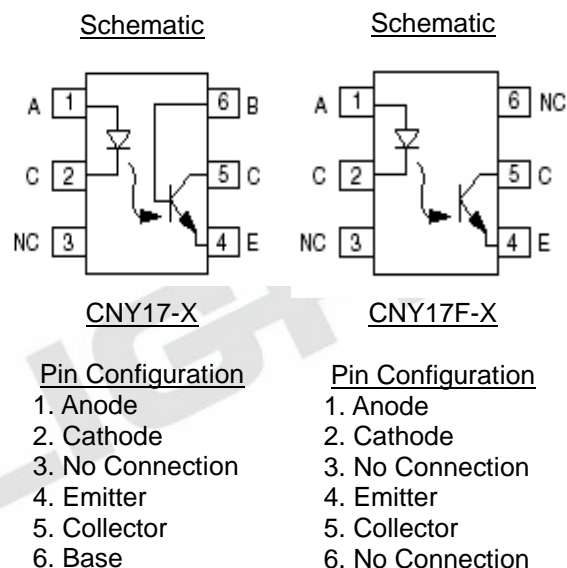 Schematic
A 1 6 B
C 2 5 C
NC 3 4 E
CNY17-X
Pin Configuration
1. Anode
2. Cathode
3. No Connection
4. Emitter
5. Collector
6. Base
Schematic
A 1 6 NC
C 2 5 C
NC 3 4 E
CNY17F-X
Pin Configuration
1. Anode
2. Cathode
3. No Connection
4. Emitter
5. Collector
6. No Connection